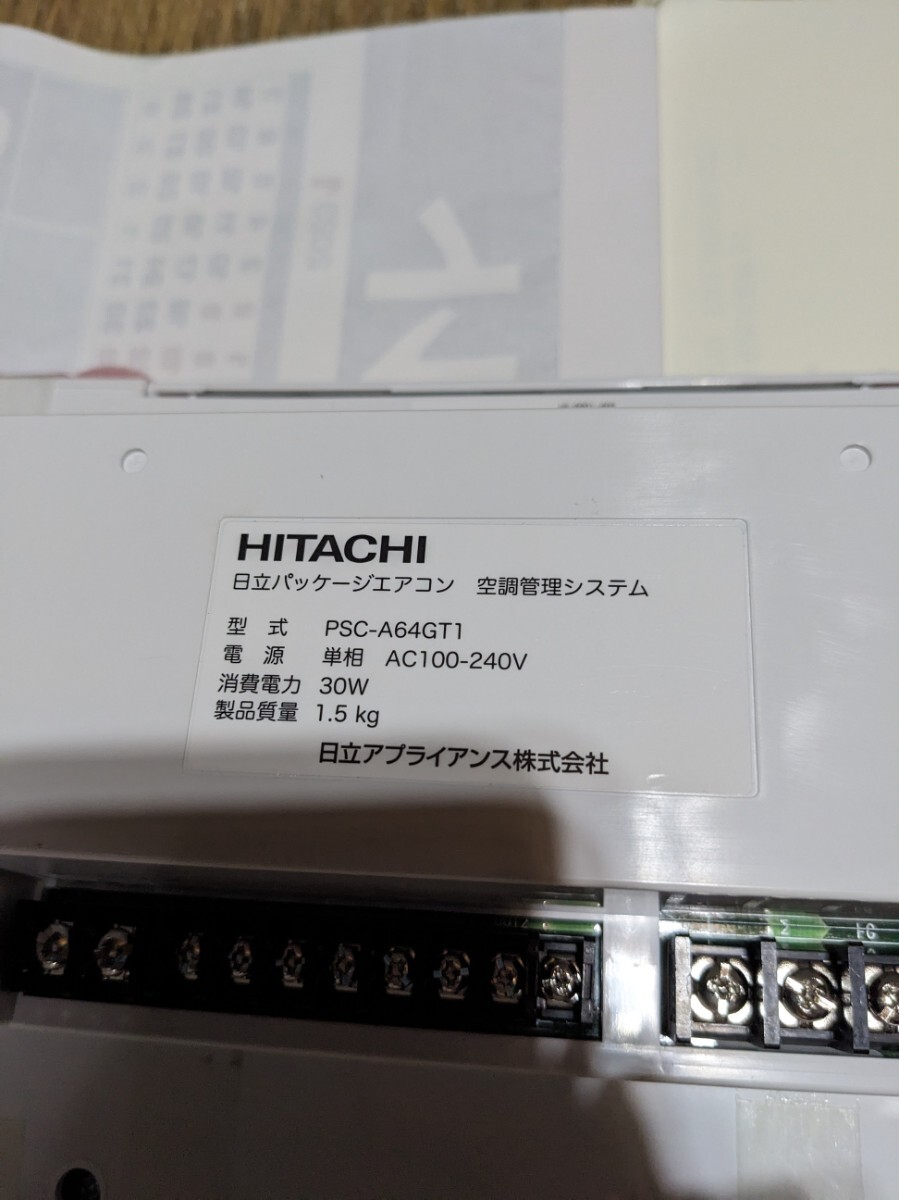 HITACHI
日立パッケージエアコン 空調管理システム
型 式 PSC-A64GT1
電 源 単相 AC100-240V
消費電力 30W
製品質量 1.5 kg
日立アプライアンス株式会社